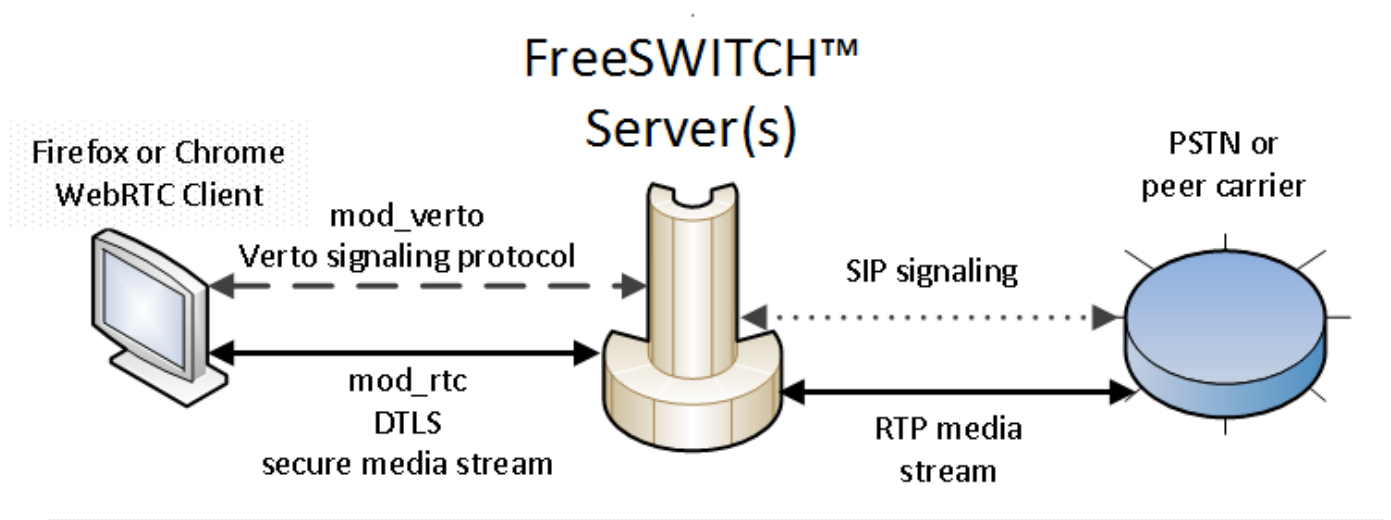 FreeSWITCH™
Server(s)
Firefox or Chrome
WebRTC Client
PSTN or
peer carrier
mod_verto
Verto signaling protocol
SIP signaling
mod_rtc
DTLS
secure media stream
RTP media
stream